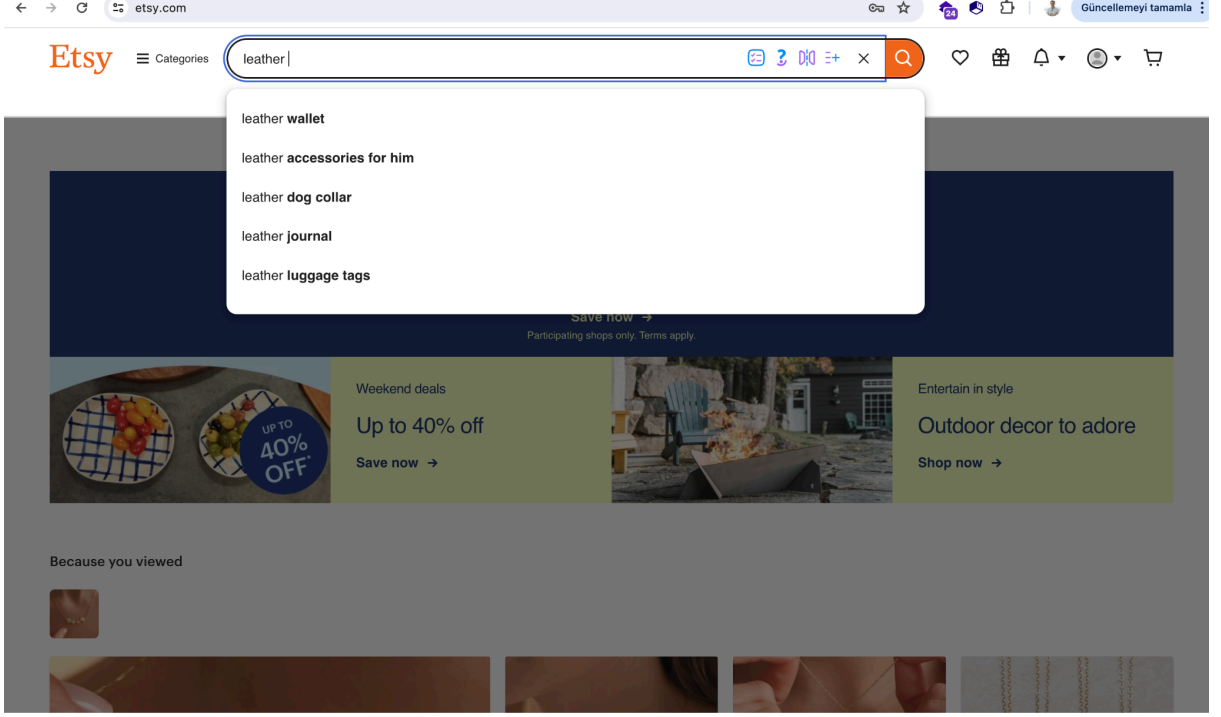 etsy.com
24
Güncellemeyi tamamla
Etsy
Categories
leather
leather wallet
leather accessories for him
leather dog collar
leather journal
leather luggage tags
Save now →
Participating shops only. Terms apply.
UP TO
40%
OFF*
Weekend deals
Up to 40% off
Save now →
Entertain in style
Outdoor decor to adore
Shop now →
Because you viewed